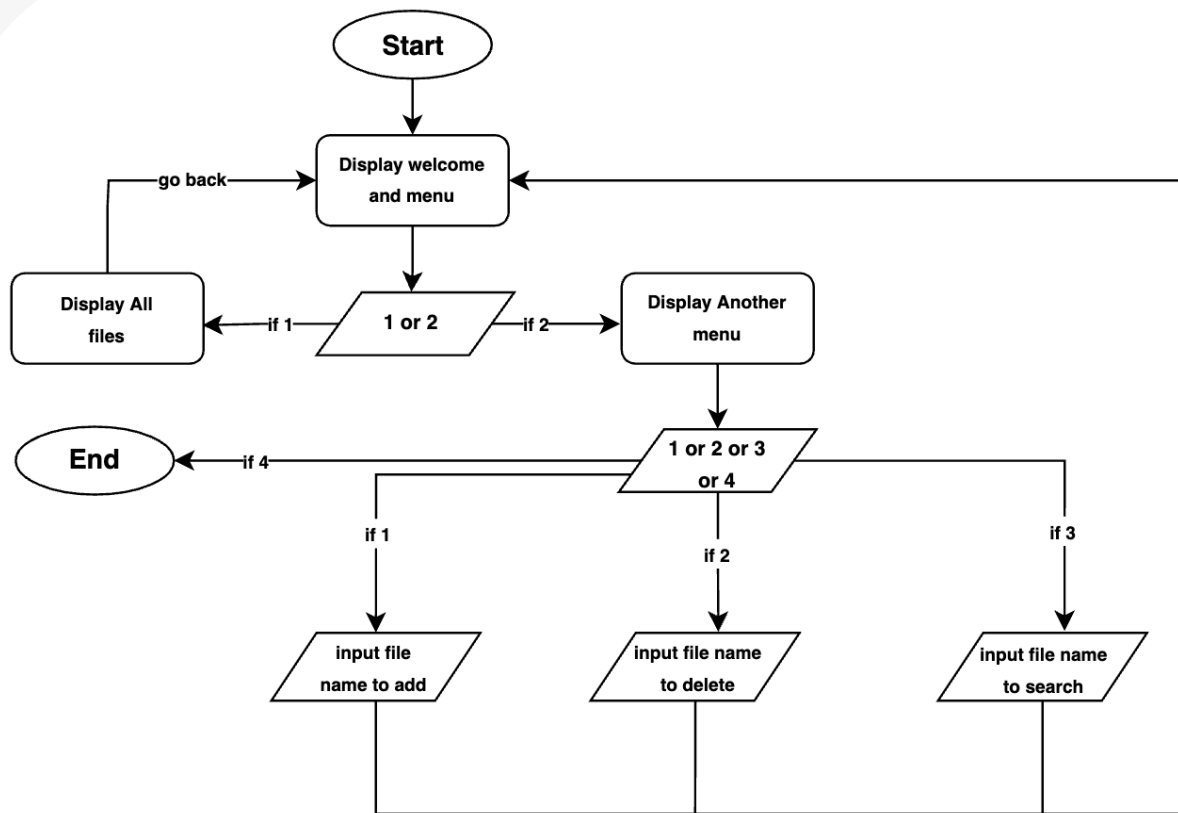 Start
Display welcome
and menu
go back
Display All
files
if 1
1 or 2
if 2
Display Another
menu
End
if 4
1 or 2 or 3
or 4
if 1
if 2
if 3
input file
name to add
input file name
to delete
input file name
to search